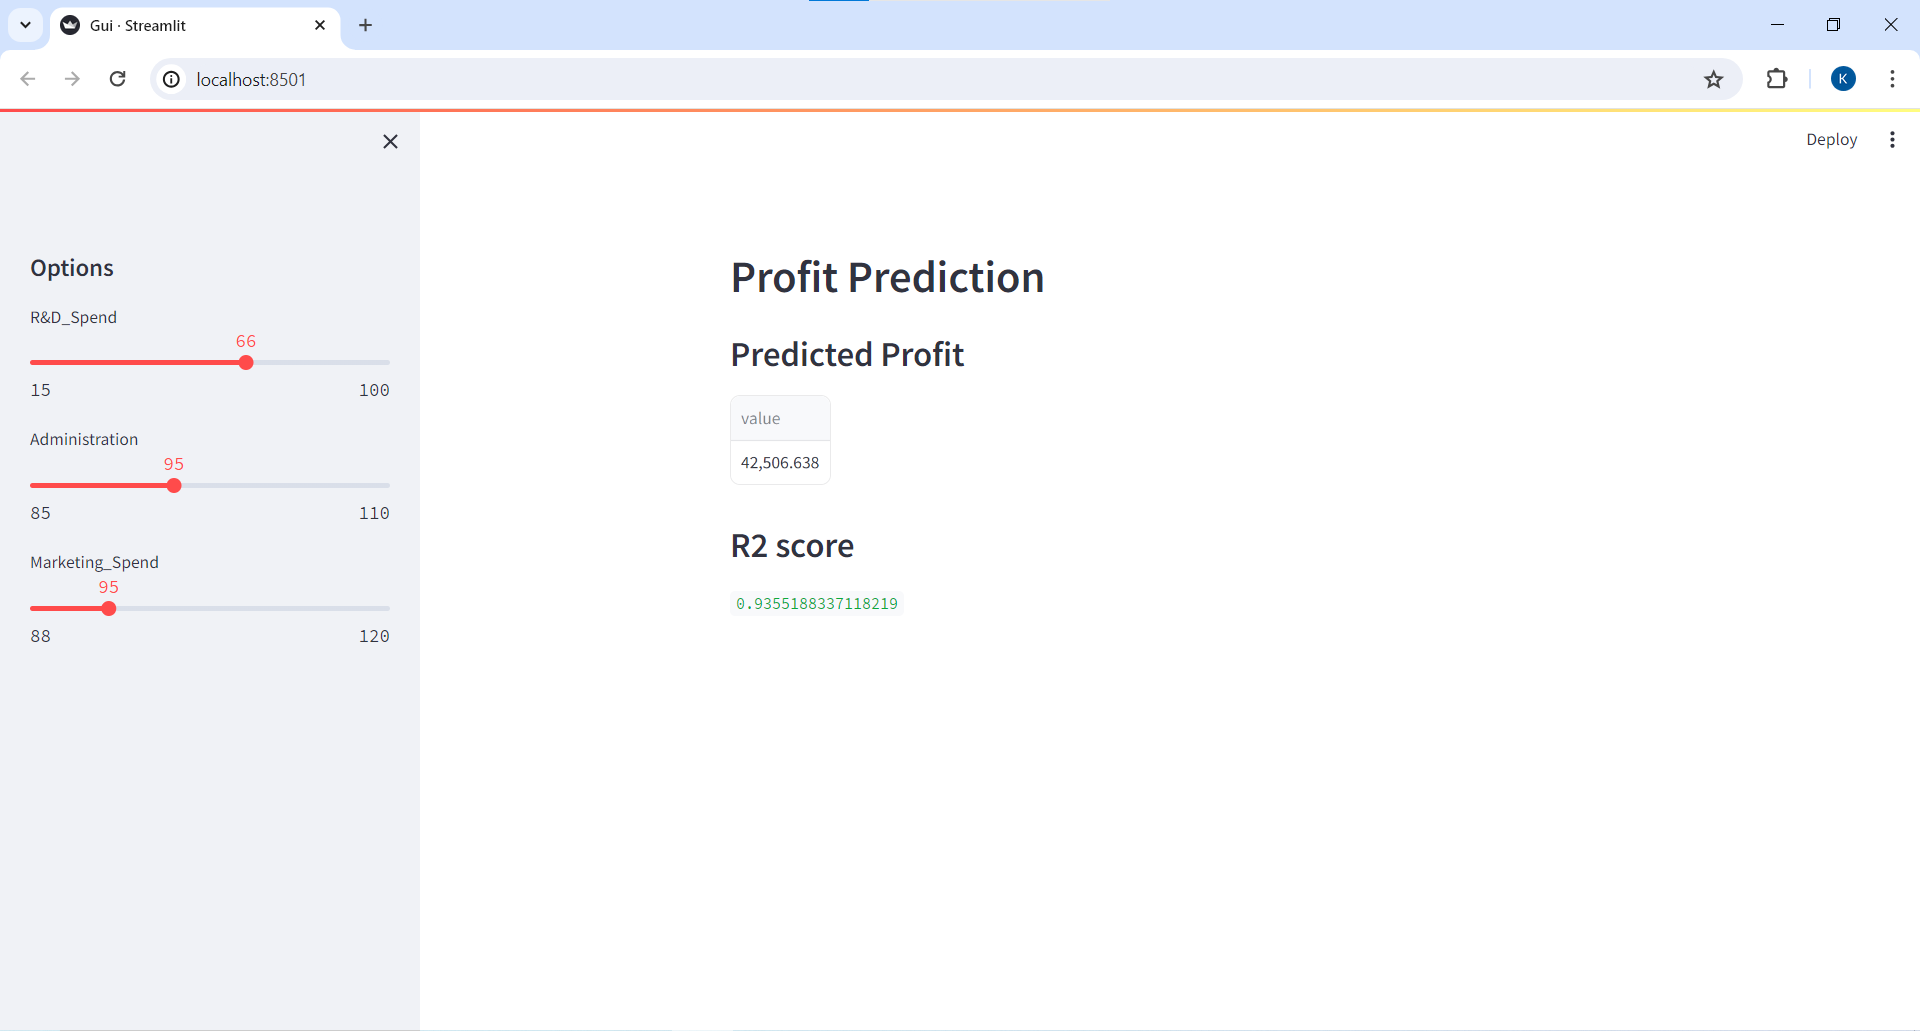 Gui · Streamlit
localhost:8501
K
Deploy
Options
R&D_Spend
66
15 100
Administration
95
85 110
Marketing_Spend
95
88 120
Profit Prediction
Predicted Profit
value
42,506.638
R2 score
0.9355188337118219